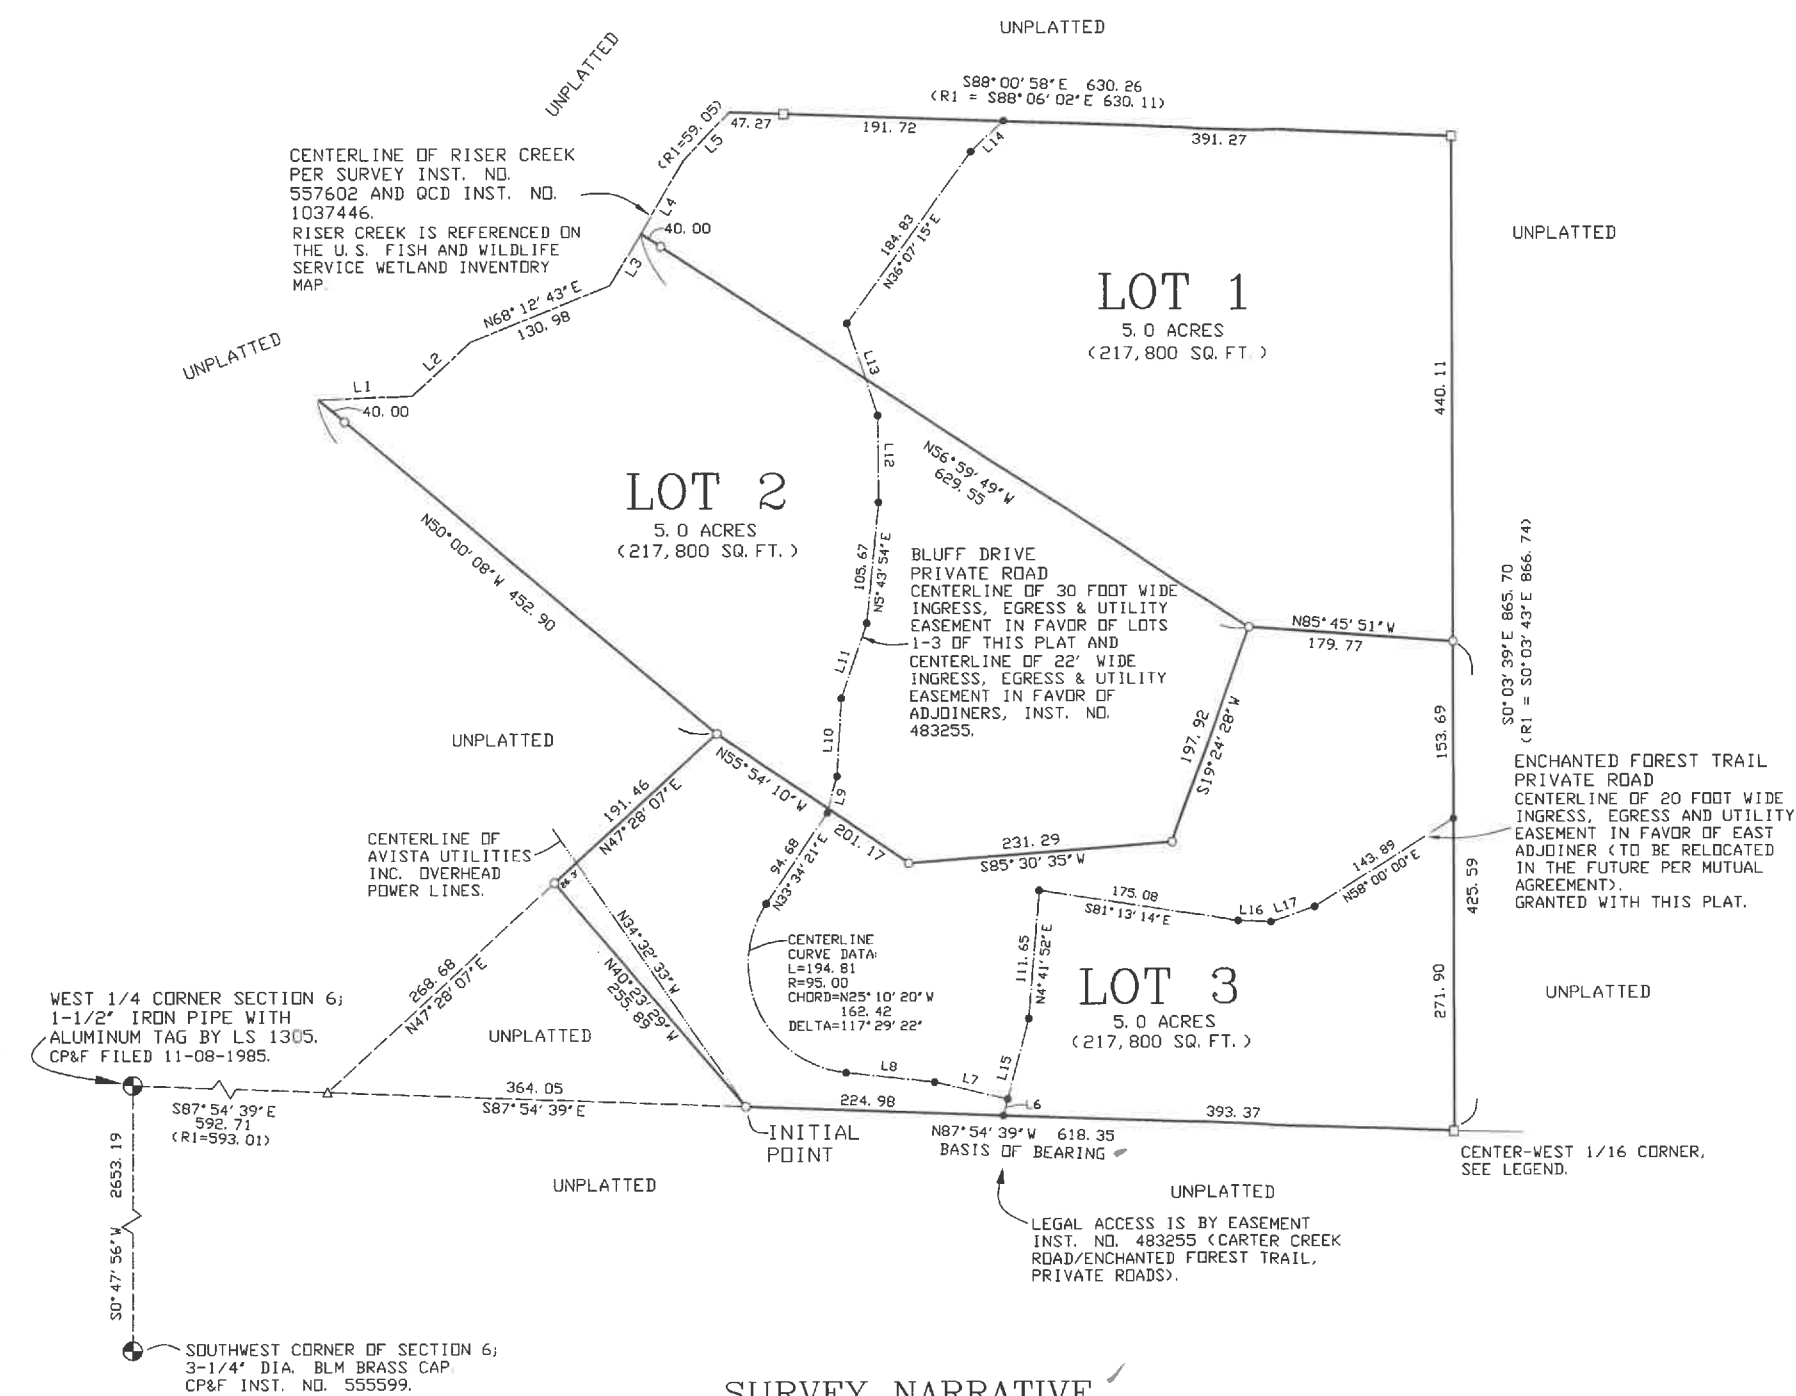 UNPLATTED
UNPLATTED
S88°00'58"E 630.26
(R1 = S88°06'02"E 630.11)
47.27
191.72
391.27
(R1=59.05)
L5
L14
CENTERLINE OF RISER CREEK
PER SURVEY INST. NO.
557602 AND QCD INST. NO.
1037446.
RISER CREEK IS REFERENCED ON
THE U.S. FISH AND WILDLIFE
SERVICE WETLAND INVENTORY
MAP.
L4
40.00
L3
184.83
N36°07'15"E
UNPLATTED
LOT 1
5.0 ACRES
(217,800 SQ.FT.)
N68°12'43"E
130.98
UNPLATTED
L2
L1
40.00
L13
440.11
L12
N56°59'49"W
629.55
LOT 2
5.0 ACRES
(217,800 SQ.FT.)
N50°00'08"W 452.90
105.67
N5°43'54"E
BLUFF DRIVE
PRIVATE ROAD
CENTERLINE OF 30 FOOT WIDE
INGRESS, EGRESS & UTILITY
EASEMENT IN FAVOR OF LOTS
1-3 OF THIS PLAT AND
CENTERLINE OF 22' WIDE
INGRESS, EGRESS & UTILITY
EASEMENT IN FAVOR OF
ADJOINERS, INST. NO.
483255.
S0°03'39"E 865.70
(R1 = S0°03'43"E 866.74)
N85°45'51"W
179.77
L11
L10
197.92
S19°24'28"W
153.69
UNPLATTED
N55°54'10"W
201.17
L9
ENCHANTED FOREST TRAIL
PRIVATE ROAD
CENTERLINE OF 20 FOOT WIDE
INGRESS, EGRESS AND UTILITY
EASEMENT IN FAVOR OF EAST
ADJOINER (TO BE RELOCATED
IN THE FUTURE PER MUTUAL
AGREEMENT).
GRANTED WITH THIS PLAT.
191.46
N47°28'07"E
CENTERLINE OF
AVISTA UTILITIES
INC. OVERHEAD
POWER LINES.
26.3'
94.68
N33°34'21"E
231.29
S85°30'35"W
143.89
N58°00'00"E
425.59
175.08
S81°13'14"E
L16
L17
N34°32'33"W
N40°23'29"W
255.89
CENTERLINE
CURVE DATA:
L=194.81
R=95.00
CHORD=N25°10'20"W
162.42
DELTA=117°29'22"
111.65
N4°41'52"E
LOT 3
5.0 ACRES
(217,800 SQ.FT.)
271.90
UNPLATTED
268.68
N47°28'07"E
WEST 1/4 CORNER SECTION 6;
1-1/2" IRON PIPE WITH
ALUMINUM TAG BY LS 1305.
CP&F FILED 11-08-1985.
UNPLATTED
L8
L7
L15
L6
S87°54'39"E
592.71
(R1=593.01)
364.05
S87°54'39"E
224.98
393.37
INITIAL
POINT
N87°54'39"W 618.35
BASIS OF BEARING
CENTER-WEST 1/16 CORNER,
SEE LEGEND.
UNPLATTED
UNPLATTED
LEGAL ACCESS IS BY EASEMENT
INST. NO. 483255 (CARTER CREEK
ROAD/ENCHANTED FOREST TRAIL,
PRIVATE ROADS).
2653.19
S0°47'56"W
SOUTHWEST CORNER OF SECTION 6;
3-1/4" DIA. BLM BRASS CAP.
CP&F INST. NO. 555599.
SURVEY NARRATIVE